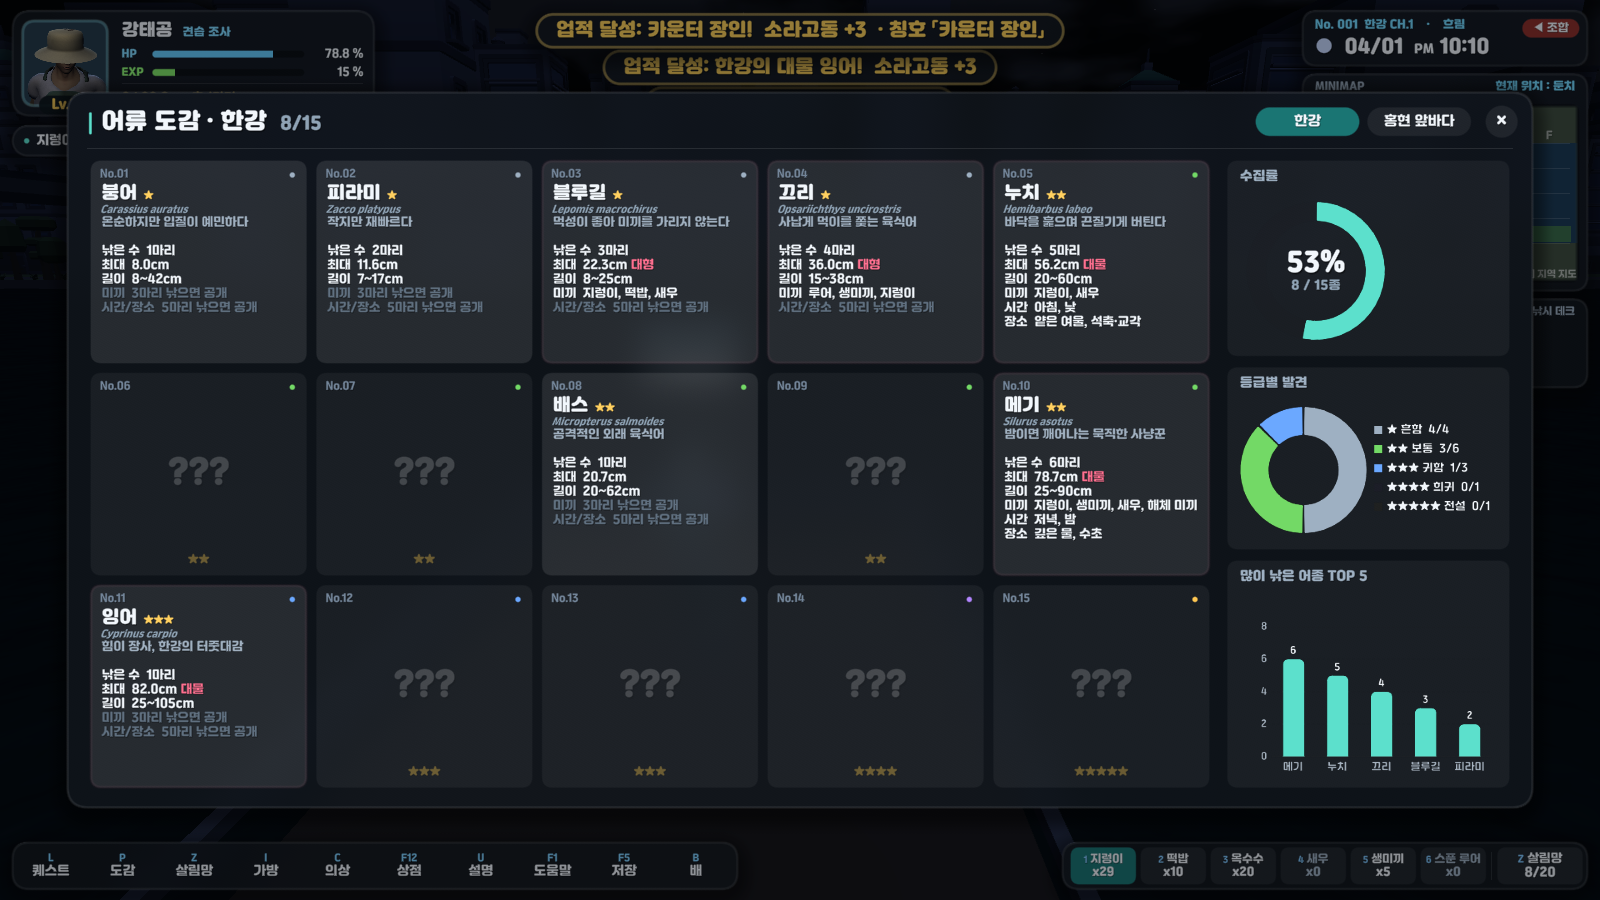 강태공 견습 조사
HP 78.8 %
EXP 15 %
Lv.
지렁이
업적 달성: 카운터 장인! 소라고동 +3 · 칭호 「카운터 장인」
업적 달성: 한강의 대물 잉어! 소라고동 +3
No. 001 한강 CH.1 · 흐림
04/01 PM 10:10
◀ 조합
MINIMAP 현재 위치 : 둔치
F
지역 지도
낚시 데크
어류 도감 · 한강 8/15
한강
홍현 앞바다
×
No.01
붕어 ★
Carassius auratus
온순하지만 입질이 예민하다
낚은 수 1마리
최대 8.0cm
길이 8~42cm
미끼 3마리 낚으면 공개
시간/장소 5마리 낚으면 공개
No.02
피라미 ★
Zacco platypus
작지만 재빠르다
낚은 수 2마리
최대 11.6cm
길이 7~17cm
미끼 3마리 낚으면 공개
시간/장소 5마리 낚으면 공개
No.03
블루길 ★
Lepomis macrochirus
먹성이 좋아 미끼를 가리지 않는다
낚은 수 3마리
최대 22.3cm 대형
길이 8~25cm
미끼 지렁이, 떡밥, 새우
시간/장소 5마리 낚으면 공개
No.04
끄리 ★
Opsariichthys uncirostris
사납게 먹이를 쫓는 육식어
낚은 수 4마리
최대 36.0cm 대형
길이 15~38cm
미끼 루어, 생미끼, 지렁이
시간/장소 5마리 낚으면 공개
No.05
누치 ★★
Hemibarbus labeo
바닥을 훑으며 끈질기게 버틴다
낚은 수 5마리
최대 56.2cm 대물
길이 20~60cm
미끼 지렁이, 새우
시간 아침, 낮
장소 얕은 여울, 석축·교각
No.06
???
★★
No.07
???
★★
No.08
배스 ★★
Micropterus salmoides
공격적인 외래 육식어
낚은 수 1마리
최대 20.7cm
길이 20~62cm
미끼 3마리 낚으면 공개
시간/장소 5마리 낚으면 공개
No.09
???
★★
No.10
메기 ★★
Silurus asotus
밤이면 깨어나는 묵직한 사냥꾼
낚은 수 6마리
최대 78.7cm 대물
길이 25~90cm
미끼 지렁이, 생미끼, 새우, 해체 미끼
시간 저녁, 밤
장소 깊은 물, 수초
No.11
잉어 ★★★
Cyprinus carpio
힘이 장사, 한강의 터줏대감
낚은 수 1마리
최대 82.0cm 대물
길이 25~105cm
미끼 3마리 낚으면 공개
시간/장소 5마리 낚으면 공개
No.12
???
★★★
No.13
???
★★★
No.14
???
★★★★
No.15
???
★★★★★
수집률
53%
8 / 15종
등급별 발견
★ 흔함 4/4
★★ 보통 3/6
★★★ 귀함 1/3
★★★★ 희귀 0/1
★★★★★ 전설 0/1
많이 낚은 어종 TOP 5
8
6
4
2
0
6
5
4
3
2
메기 누치 끄리 블루길 피라미
L 퀘스트
P 도감
Z 살림망
I 가방
C 의상
F12 상점
U 설명
F1 도움말
F5 저장
B 배
1 지렁이 x29
2 떡밥 x10
3 옥수수 x20
4 새우 x0
5 생미끼 x5
6 스푼 루어 x0
Z 살림망 8/20